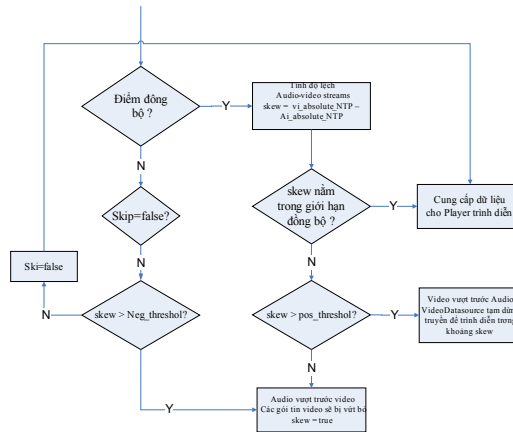 Điểm đồng bộ ?
Y
Tính độ lệch
Audio-video streams
skew = vi_absolute_NTP –
Ai_absolute_NTP
N
Skip=false?
skew nằm
trong giới hạn
đồng bộ ?
Y
Cung cấp dữ liệu
cho Player trình diễn
N
N
Ski=false
N
skew > Neg_threshol?
skew > pos_threshol?
Y
Video vượt trước Audio
VideoDatasource tạm dừng
truyền để trình diễn trong
khoảng skew
N
Y
Audio vượt trước video
Các gói tin video sẽ bị vứt bỏ
skew =true